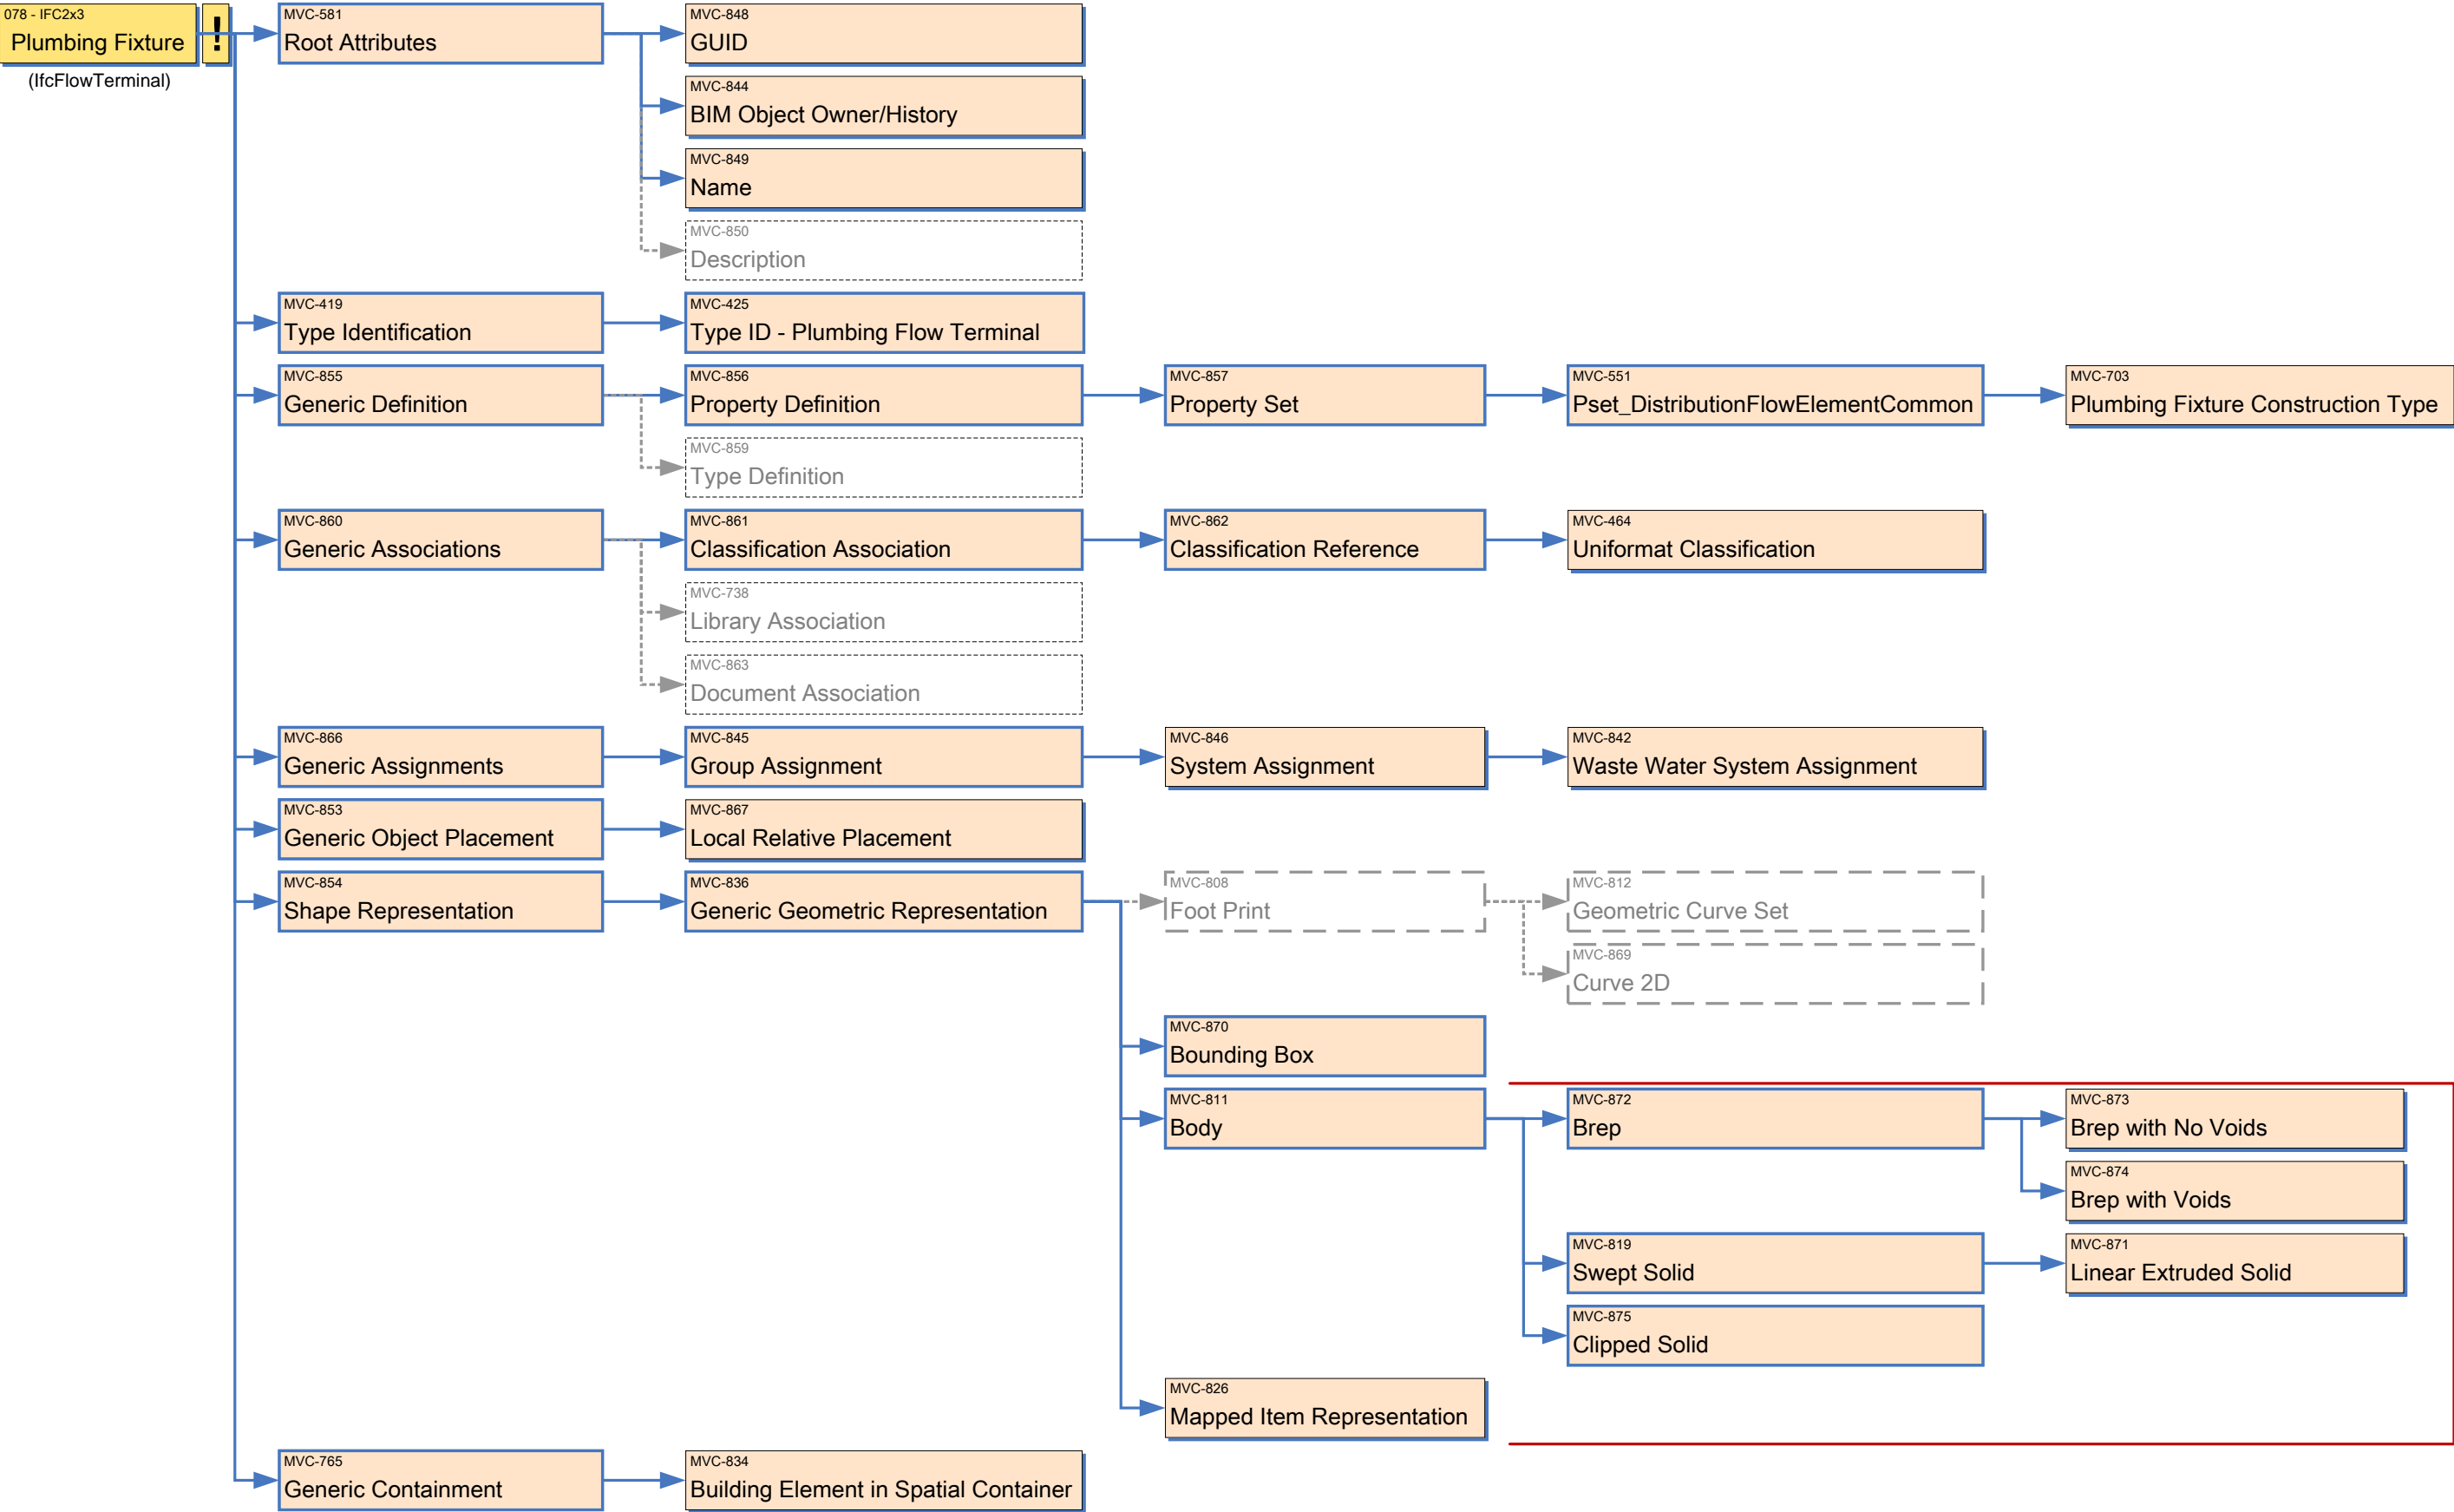 078 - IFC2x3
Plumbing Fixture
!
(IfcFlowTerminal)
MVC-581
Root Attributes
MVC-848
GUID
MVC-844
BIM Object Owner/History
MVC-849
Name
MVC-850
Description
MVC-419
Type Identification
MVC-425
Type ID - Plumbing Flow Terminal
MVC-855
Generic Definition
MVC-856
Property Definition
MVC-857
Property Set
MVC-551
Pset_DistributionFlowElementCommon
MVC-703
Plumbing Fixture Construction Type
MVC-859
Type Definition
MVC-860
Generic Associations
MVC-861
Classification Association
MVC-862
Classification Reference
MVC-464
Uniformat Classification
MVC-738
Library Association
MVC-863
Document Association
MVC-866
Generic Assignments
MVC-845
Group Assignment
MVC-846
System Assignment
MVC-842
Waste Water System Assignment
MVC-853
Generic Object Placement
MVC-867
Local Relative Placement
MVC-854
Shape Representation
MVC-836
Generic Geometric Representation
MVC-808
Foot Print
MVC-812
Geometric Curve Set
MVC-869
Curve 2D
MVC-870
Bounding Box
MVC-811
Body
MVC-872
Brep
MVC-873
Brep with No Voids
MVC-874
Brep with Voids
MVC-819
Swept Solid
MVC-871
Linear Extruded Solid
MVC-875
Clipped Solid
MVC-826
Mapped Item Representation
MVC-765
Generic Containment
MVC-834
Building Element in Spatial Container